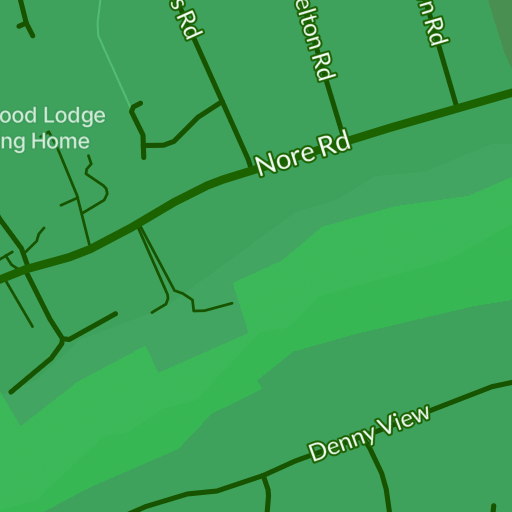 s Rd
elton Rd
n Rd
ood Lodge
ng Home
Nore Rd
Denny View